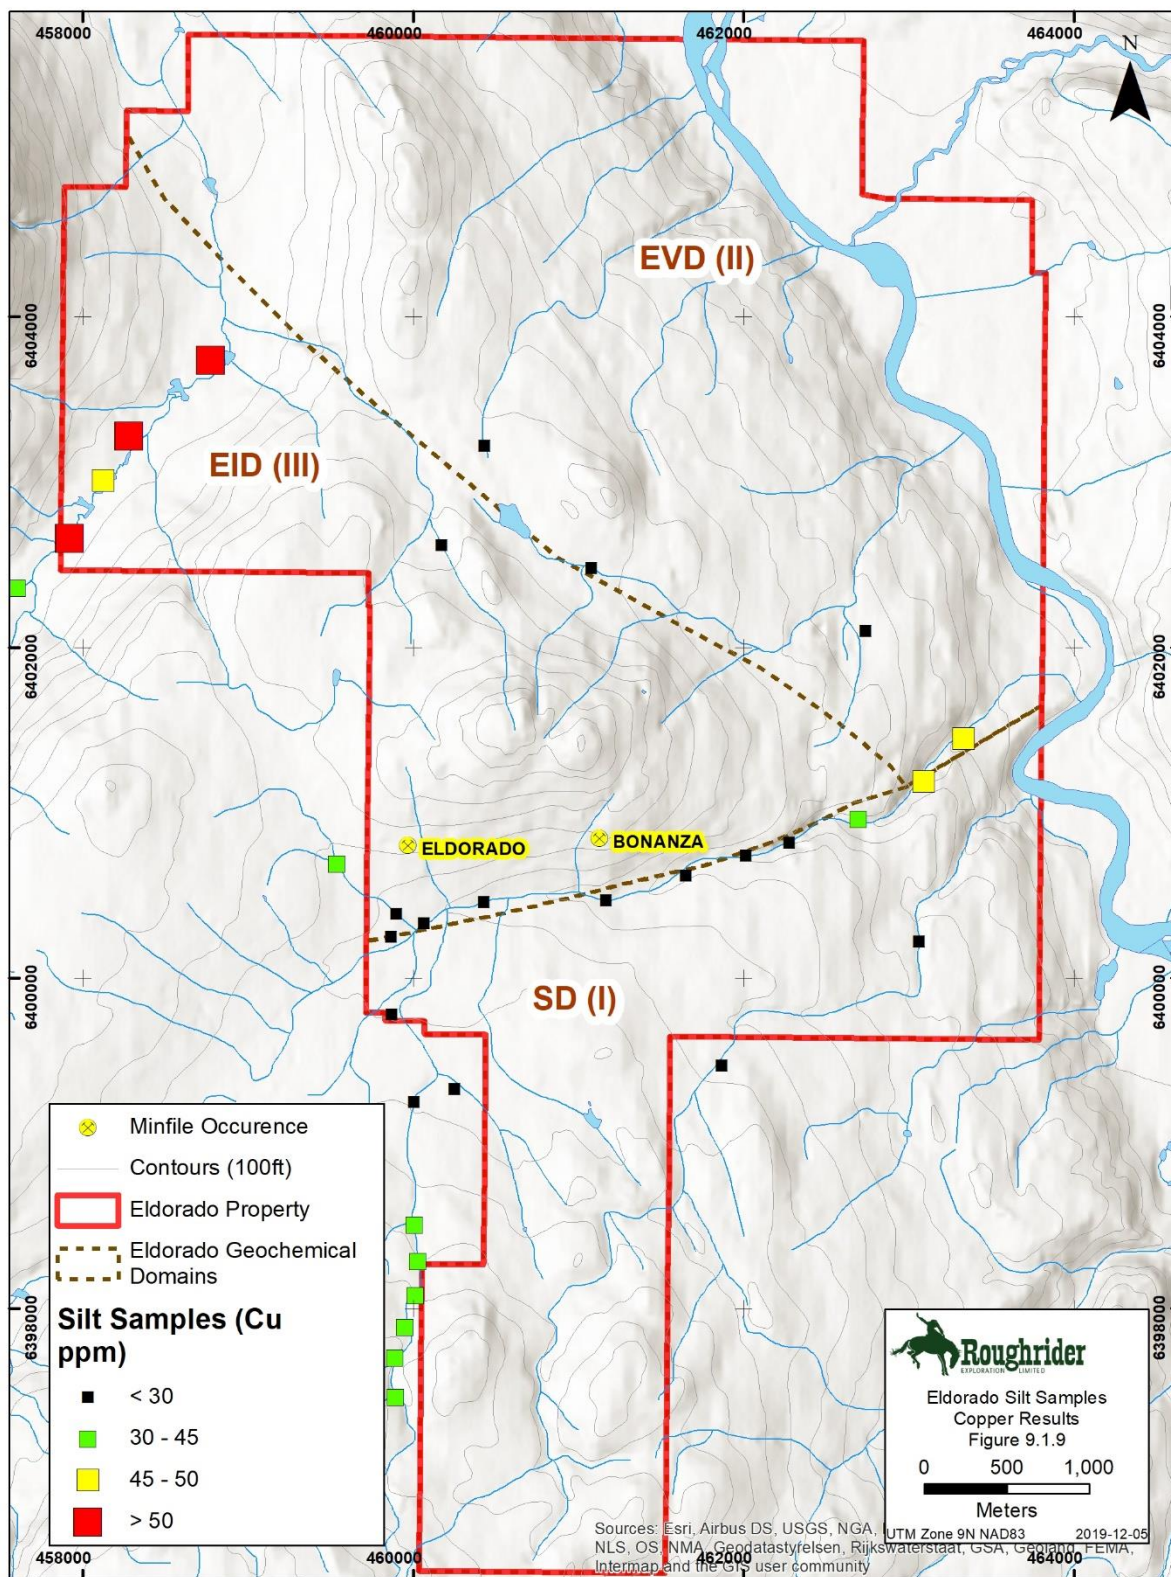 458000
460000
462000
464000
N
EVD (II)
6404000
6404000
EID (III)
6402000
6402000
ELDORADO
BONANZA
6400000
6400000
SD (I)
Minfile Occurence
Contours (100ft)
Eldorado Property
Eldorado Geochemical
Domains
Silt Samples (Cu
ppm)
< 30
30 - 45
45 - 50
> 50
6398000
Roughrider
EXPLORATION LIMITED
Eldorado Silt Samples
Copper Results
Figure 9.1.9
0 500 1,000
Meters
UTM Zone 9N NAD83 2019-12-05
Sources: Esri, Airbus DS, USGS, NGA,
NLS, OS, NMA, Geodatastyrelsen, Rijkswaterstaat, GSA, Geoland, FEMA,
Intermap and the GIS user community
458000
460000
462000
464000